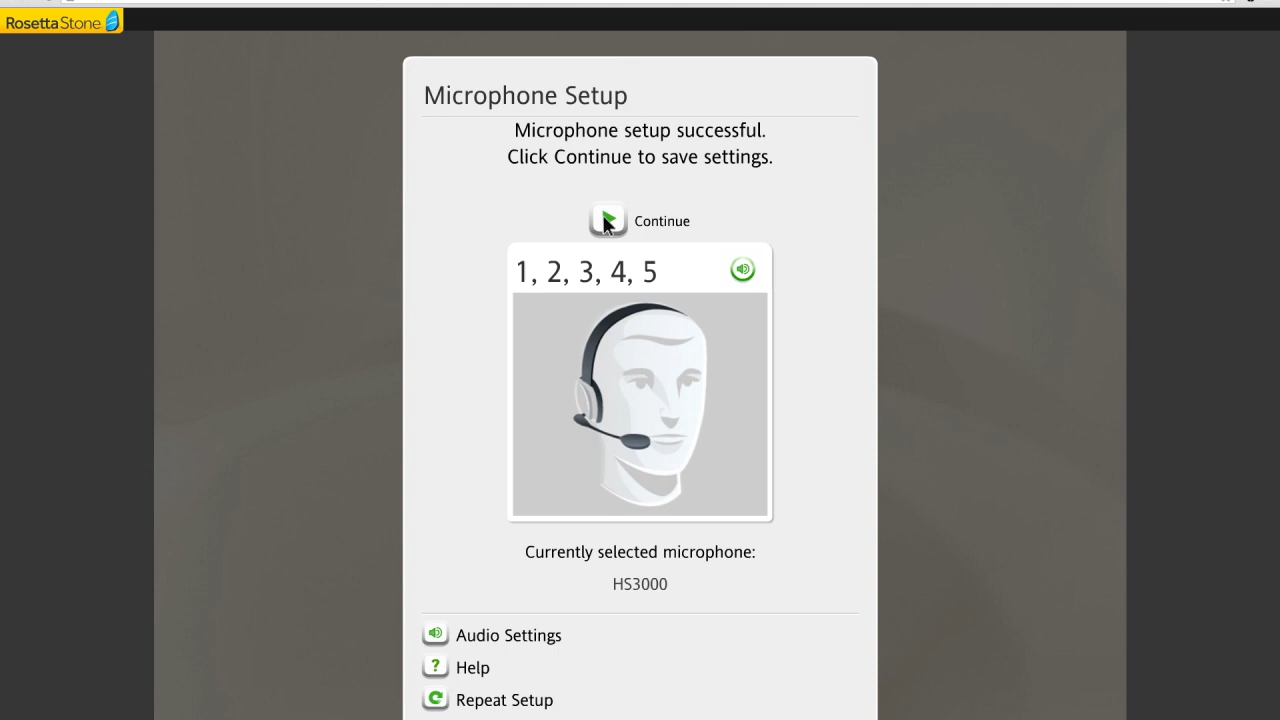 RosettaStone
Microphone Setup
Microphone setup successful.
Click Continue to save settings.
Continue
1, 2, 3, 4, 5
Currently selected microphone:
HS3000
Audio Settings
? Help
Repeat Setup